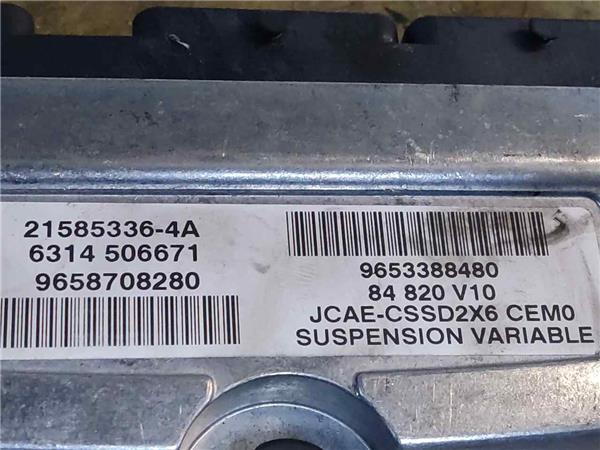 21585336-4A
6314 506671
9658708280
9653388480
84 820 V10
JCAE-CSSD2X6 CEM0
SUSPENSION VARIABLE